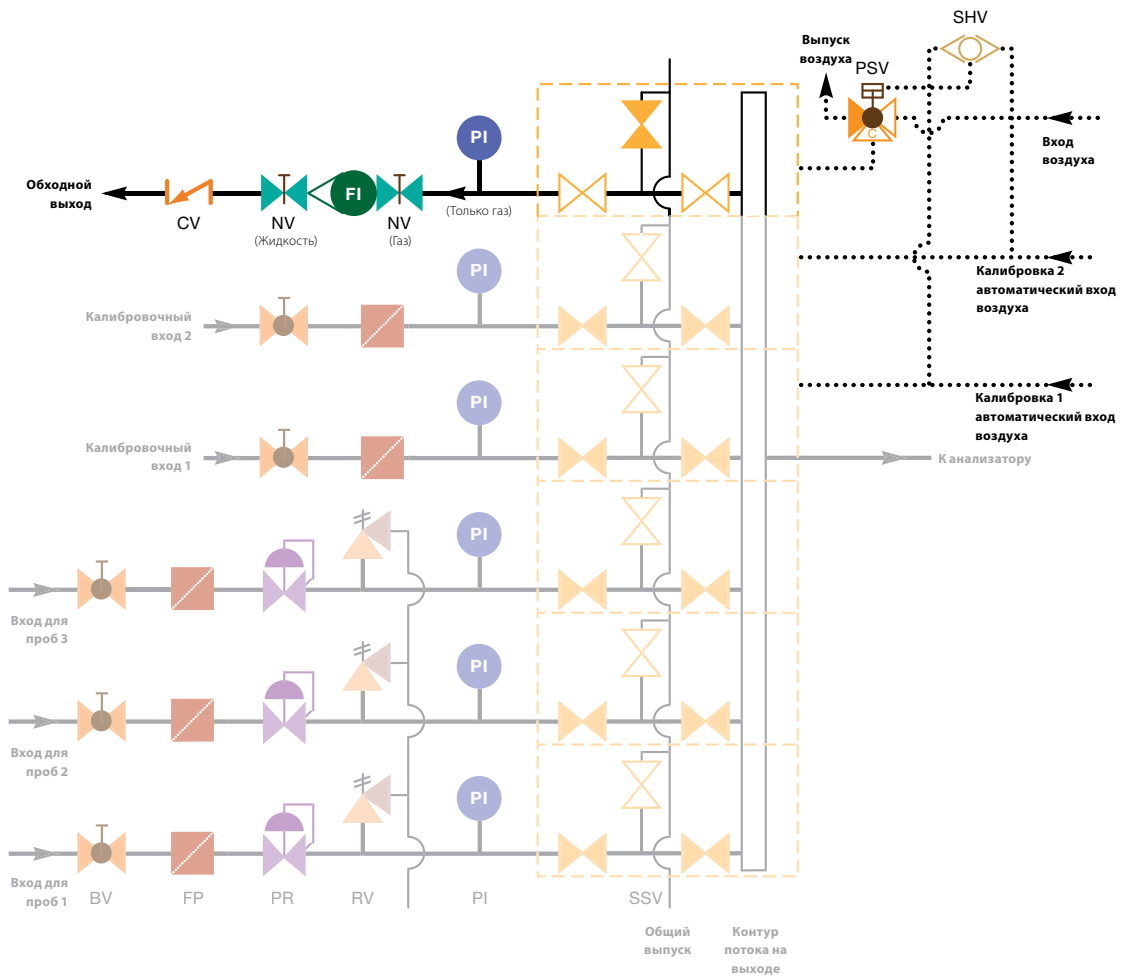 SHV
Выпуск
воздуха
PSV
C
Вход
воздуха
PI
Обходной
выход
FI
(Только газ)
CV
NV
(Жидкость)
NV
(Газ)
Калибровка 2
автоматический вход
воздуха
PI
Калибровочный
вход 2
Калибровка 1
автоматический вход
воздуха
PI
Калибровочный
вход 1
К анализатору
PI
Вход для
проб 3
PI
Вход для
проб 2
PI
Вход для
проб 1
BV
FP
PR
RV
PI
SSV
Общий
выпуск
Контур
потока на
выходе